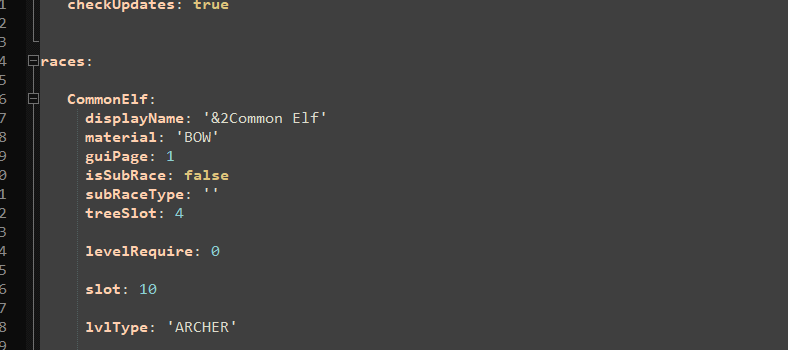 1 checkUpdates: true
2
3
4 races:
5
6 CommonElf:
7 displayName: '&2Common Elf'
8 material: 'BOW'
9 guiPage: 1
0 isSubRace: false
1 subRaceType: ''
2 treeSlot: 4
3
4 levelRequire: 0
5
6 slot: 10
7
8 lvlType: 'ARCHER'
9